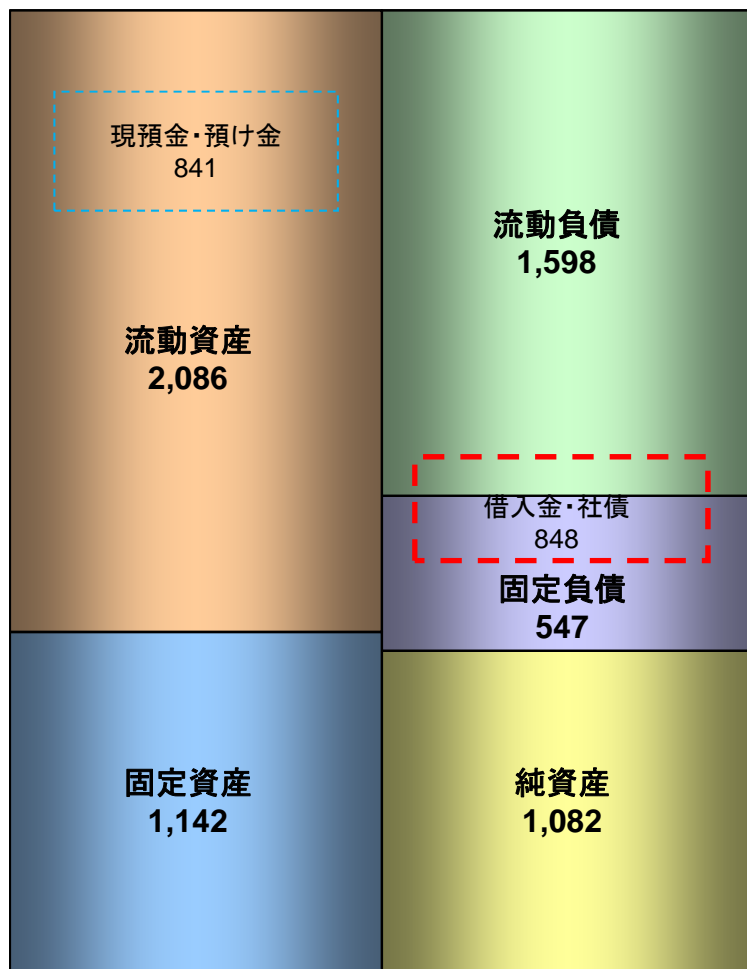 現預金・預け金
841
流動資産
2,086
固定資産
1,142
流動負債
1,598
借入金・社債
848
固定負債
547
純資産
1,082